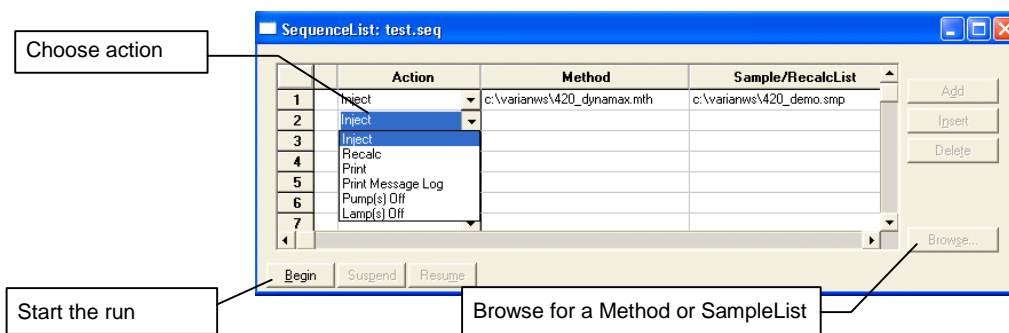 SequenceList: test.seq
Choose action
Action Method Sample/RecalcList
1 Inject c:\varianws\420_dynamax.mth c:\varianws\420_demo.smp
Add
2 Inject
Insert
3 Inject
Delete
Recalc
4
Print
5 Print Message Log
6 Pump(s) Off
Lamp(s) Off
7
Browse...
Begin Suspend Resume
Start the run
Browse for a Method or SampleList